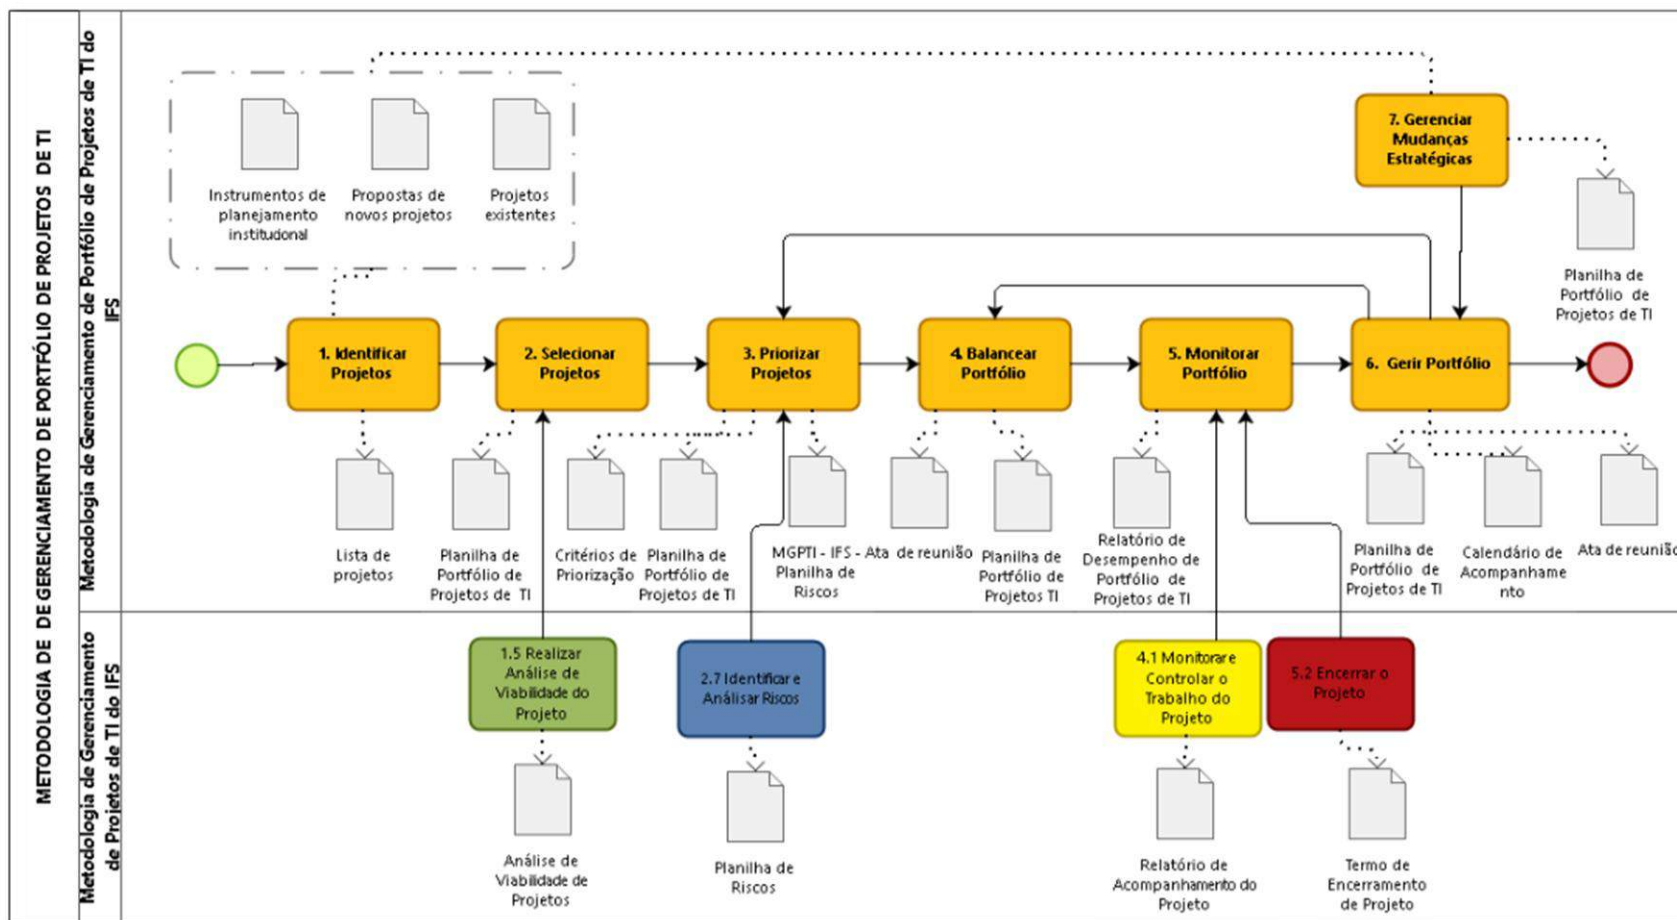 METODOLOGIA DE GERENCIAMENTO DE PORTFÓLIO DE PROJETOS DE TI
Metodologia de Gerenciamento de Portfólio de Projetos de TI do
IFS
Instrumentos de
planejamento
institucional
Propostas de
novos projetos
Projetos
existentes
7. Gerenciar
Mudanças
Estratégicas
Planilha de
Portfólio de
Projetos de TI
1. Identificar
Projetos
2. Selecionar
Projetos
3. Priorizar
Projetos
4. Balancear
Portfólio
5. Monitorar
Portfólio
6. Gerir Portfólio
Lista de
projetos
Planilha de
Portfólio de
Projetos de TI
Critérios de
Priorização
Planilha de
Portfólio de
Projetos de TI
MGPTI - IFS -
Planilha de
Riscos
Ata de reunião
Planilha de
Portfólio de
Projetos TI
Relatório de
Desempenho de
Portfólio de
Projetos de TI
Planilha de
Portfólio de
Projetos de TI
Calendário de
Acompanhame
nto
Ata de reunião
Metodologia de Gerenciamento
de Projetos de TI do IFS
1.5 Realizar
Análise de
Viabilidade do
Projeto
2.7 Identificar e
Análisar Riscos
4.1 Monitorar e
Controlar o
Trabalho do
Projeto
5.2 Encerrar o
Projeto
Análise de
Viabilidade de
Projetos
Planilha de
Riscos
Relatório de
Acompanhamento do
Projeto
Termo de
Encerramento
de Projeto